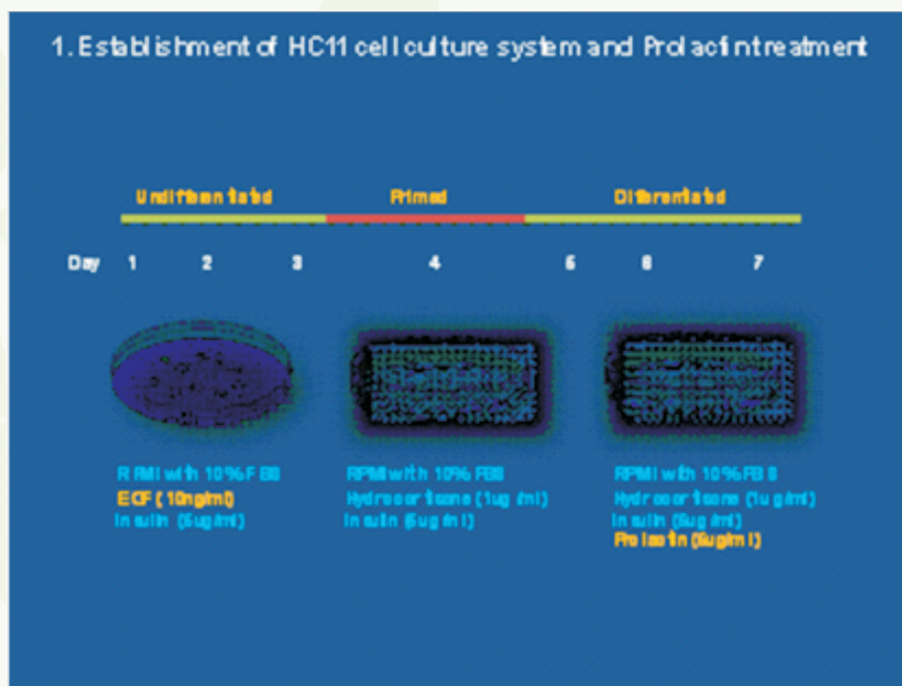 1. Establishment of HC11 cell culture system and Prolactin treatment
Undifferentiated Primed Differentiated
Day 1 2 3 4 5 6 7
RPMI with 10% FBS RPMI with 10% FBS RPMI with 10% FBS
EGF (10ng/ml) Hydrocortisone (1ug/ml) Hydrocortisone (1ug/ml)
Insulin (5ug/ml) Insulin (5ug/ml) Insulin (5ug/ml)
Prolactin (5ug/ml)